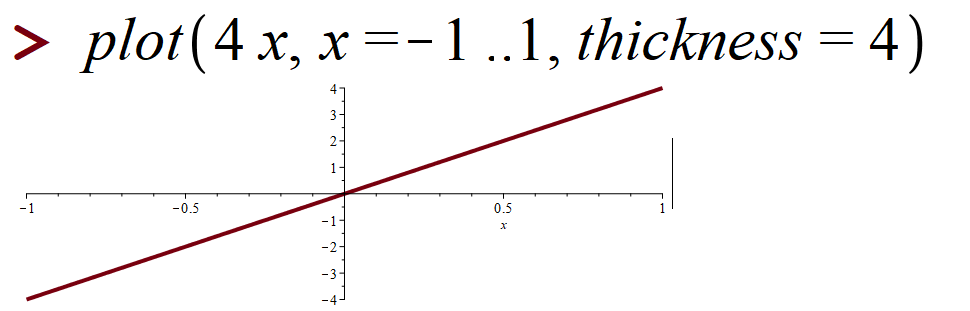 > plot(4 x, x = -1 ..1, thickness = 4)
4
3
2
1
-1 -0.5 0.5 1
x
-1
-2
-3
-4